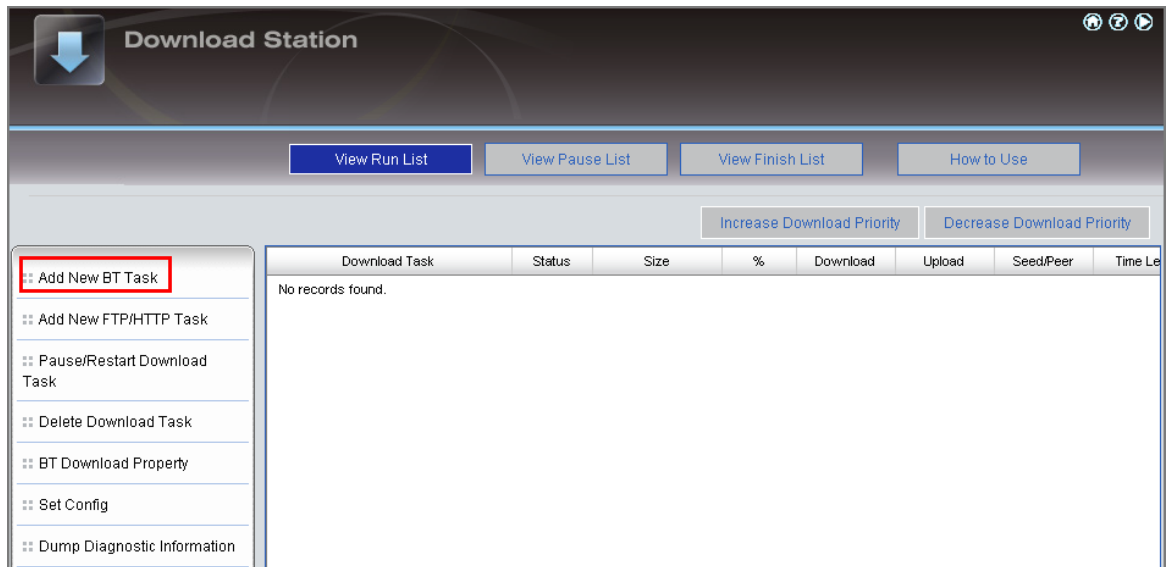 Download Station
View Run List
View Pause List
View Finish List
How to Use
Increase Download Priority
Decrease Download Priority
Add New BT Task
Add New FTP/HTTP Task
Pause/Restart Download
Task
Delete Download Task
BT Download Property
Set Config
Dump Diagnostic Information
Download Task Status Size % Download Upload Seed/Peer Time Le
No records found.